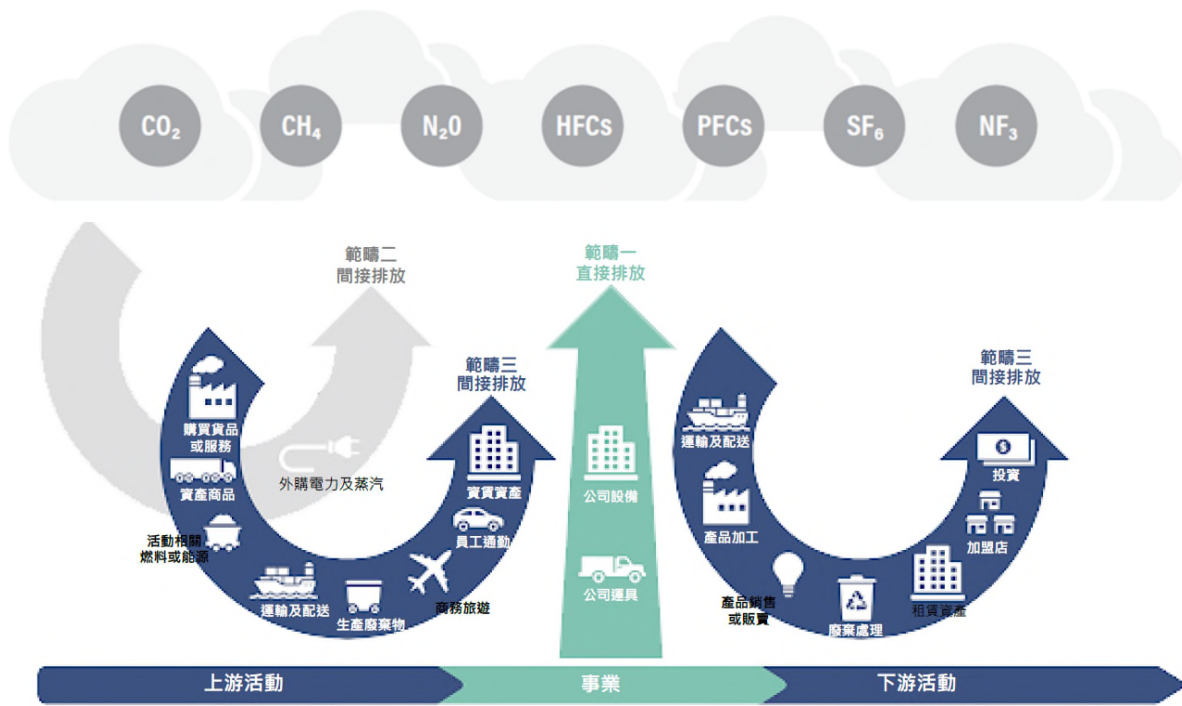 CO₂ CH₄ N₂0 HFCs PFCs SF₆ NF₃
範疇二
間接排放
範疇一
直接排放
範疇三
間接排放
範疇三
間接排放
購買貨品
或服務
資產商品
活動相關
燃料或能源
運輸及配送
生產廢棄物
商務旅遊
員工通勤
資賃資產
外購電力及蒸汽
公司設備
公司運具
運輸及配送
產品加工
產品銷售
或販賣
廢棄處理
租賃資產
加盟店
投資
上游活動
事業
下游活動